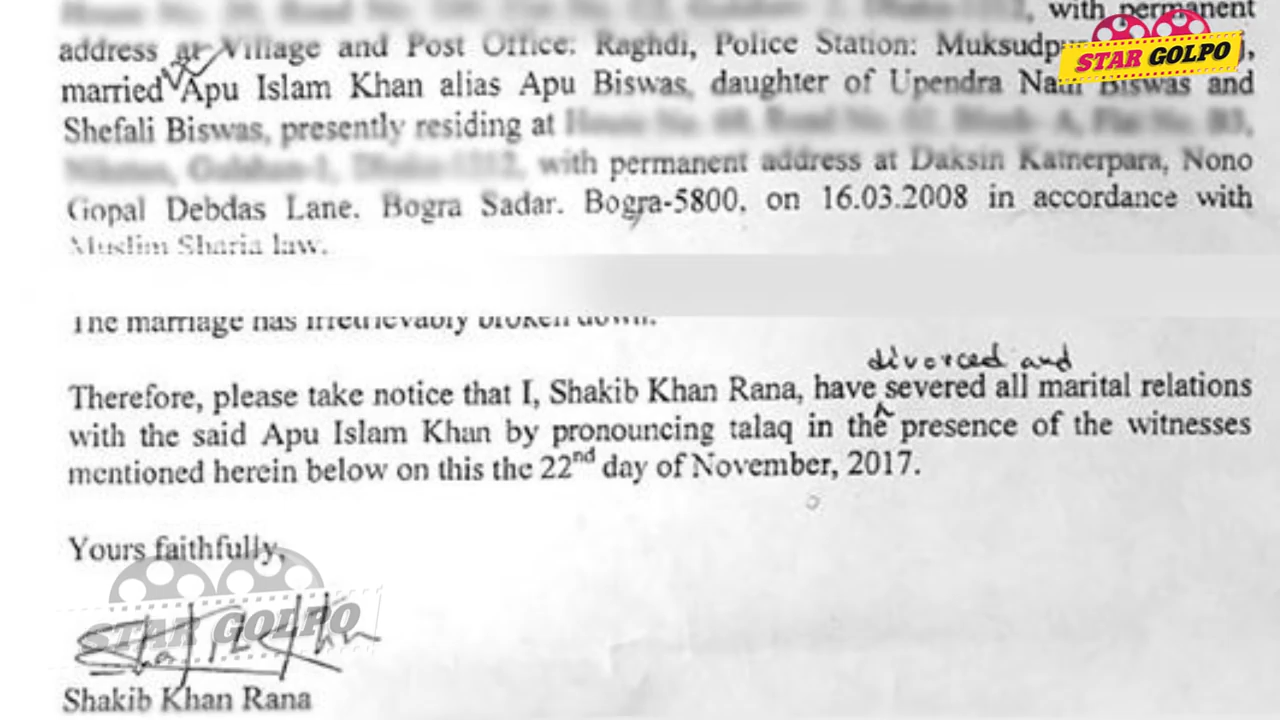 , with permanent
STAR GOLPO
address at Village and Post Office: Raghdi, Police Station: Muksudpu
married Apu Islam Khan alias Apu Biswas, daughter of Upendra Nath Biswas and
Shefali Biswas, presently residing at
with permanent address at Daksin Katnerpara, Nono
Gopal Debdas Lane, Bogra Sadar, Bogra-5800, on 16.03.2008 in accordance with
Muslim Sharia law.
The marriage has irretrievably broken down.
divorced and
Therefore, please take notice that I, Shakib Khan Rana, have severed all marital relations
with the said Apu Islam Khan by pronouncing talaq in the presence of the witnesses
mentioned herein below on this the 22nd day of November, 2017.
Yours faithfully,
STAR GOLPO
Shakib Khan Rana